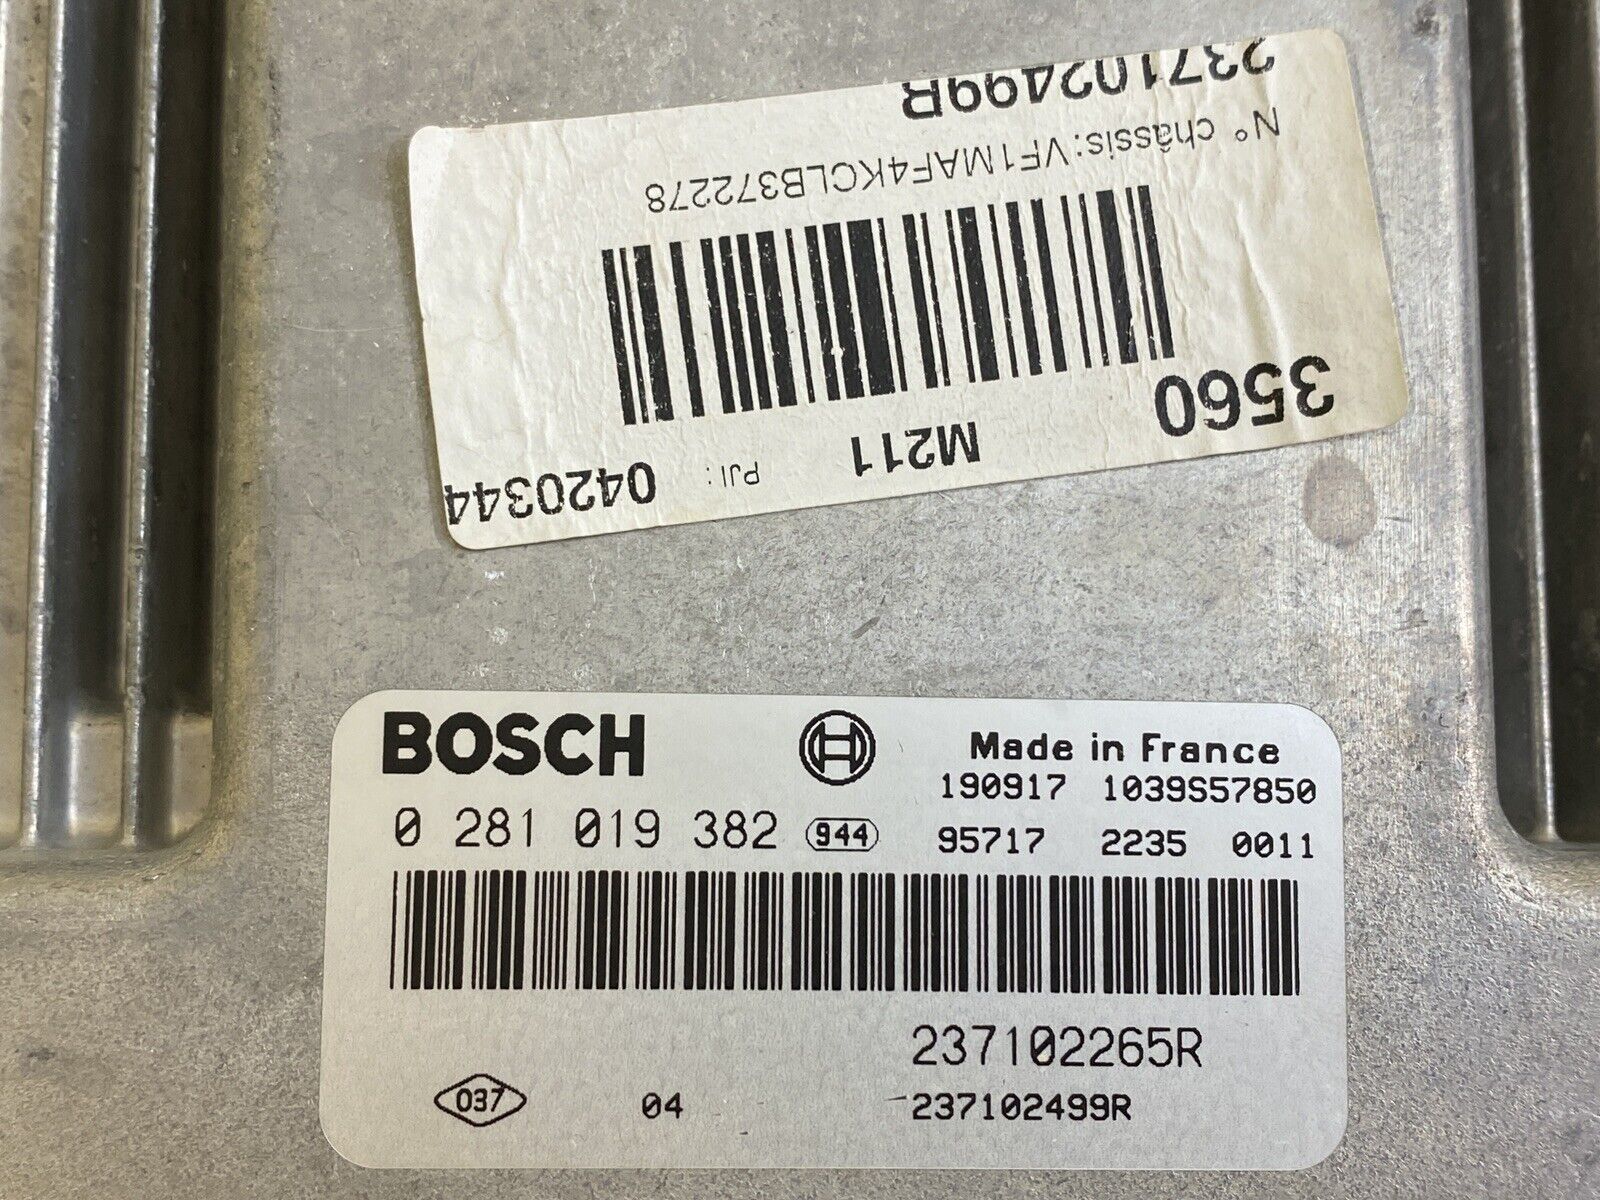 237102499R
N° châssis:VF1MAF4KCLB372278
3560
M211 PJI: 0420344
BOSCH
Made in France
190917 1039S57850
0 281 019 382 944 95717 2235 0011
237102265R
037 04 237102499R